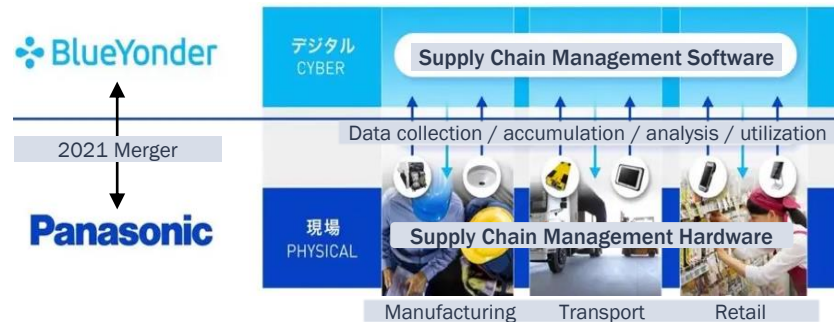 BlueYonder
デジタル
CYBER
Supply Chain Management Software
Data collection / accumulation / analysis / utilization
2021 Merger
Panasonic
現場
PHYSICAL
Supply Chain Management Hardware
Manufacturing
Transport
Retail